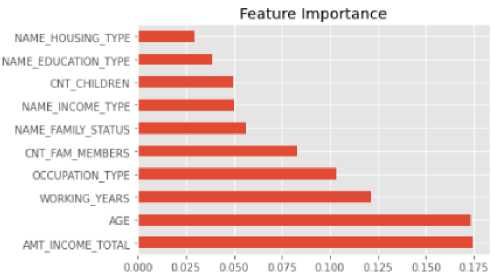 Feature Importance
NAME_HOUSING_TYPE
NAME_EDUCATION_TYPE
CNT_CHILDREN
NAME_INCOME_TYPE
NAME_FAMILY_STATUS
CNT_FAM_MEMBERS
OCCUPATION_TYPE
WORKING_YEARS
AGE
AMT_INCOME_TOTAL
0.000 0.025 0.050 0.075 0.100 0.125 0.150 0.175